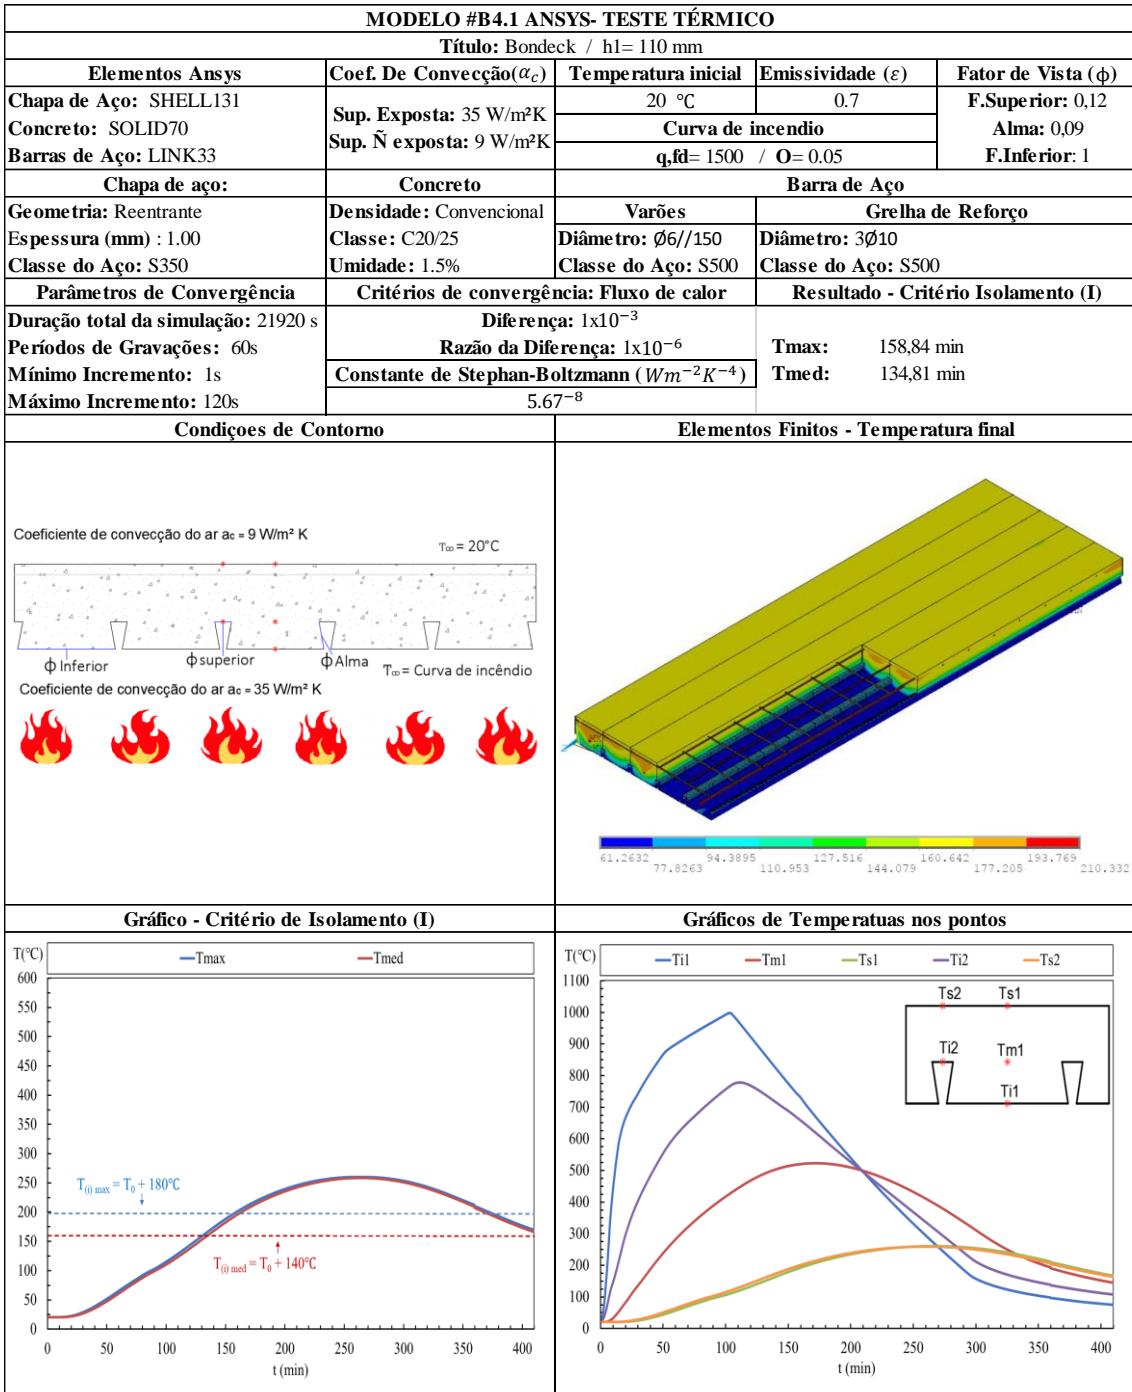 MODELO #B4.1 ANSYS- TESTE TÉRMICO
Título: Bondeck / h1= 110 mm
Elementos Ansys
Coef. De Convecção(α_c)
Temperatura inicial
Emissividade (ε)
Fator de Vista (ϕ)
Chapa de Aço: SHELL131
Concreto: SOLID70
Barras de Aço: LINK33
Sup. Exposta: 35 W/m²K
Sup. Ñ exposta: 9 W/m²K
20 °C
0.7
Curva de incendio
q,fd= 1500 / O= 0.05
F.Superior: 0,12
Alma: 0,09
F.Inferior: 1
Chapa de aço:
Concreto
Barra de Aço
Geometria: Reentrante
Espessura (mm) : 1.00
Classe do Aço: S350
Densidade: Convencional
Classe: C20/25
Umidade: 1.5%
Varões
Diâmetro: Ø6//150
Classe do Aço: S500
Grelha de Reforço
Diâmetro: 3Ø10
Classe do Aço: S500
Parâmetros de Convergência
Critérios de convergência: Fluxo de calor
Resultado - Critério Isolamento (I)
Duração total da simulação: 21920 s
Períodos de Gravações: 60s
Mínimo Incremento: 1s
Máximo Incremento: 120s
Diferença: 1x10⁻³
Razão da Diferença: 1x10⁻⁶
Constante de Stephan-Boltzmann (Wm⁻²K⁻⁴)
5.67⁻⁸
Tmax: 158,84 min
Tmed: 134,81 min
Condiçoes de Contorno
Elementos Finitos - Temperatura final
Coeficiente de convecção do ar ac = 9 W/m² K
T∞ = 20°C
ϕ Inferior
ϕ superior
ϕ Alma
T∞ = Curva de incêndio
Coeficiente de convecção do ar ac = 35 W/m² K
61.2632 94.3895 127.516 160.642 193.769
77.8263 110.953 144.079 177.205 210.332
Gráfico - Critério de Isolamento (I)
Gráficos de Temperatuas nos pontos
T(°C)
Tmax Tmed
600
550
500
450
400
350
300
250
200
150
100
50
0
T(i) max = T0 + 180°C
T(i) med = T0 + 140°C
0 50 100 150 200 250 300 350 400
t (min)
T(°C)
Ti1 Tm1 Ts1 Ti2 Ts2
1100
1000
900
800
700
600
500
400
300
200
100
0
Ts2 Ts1
Ti2 Tm1
Ti1
0 50 100 150 200 250 300 350 400
t (min)